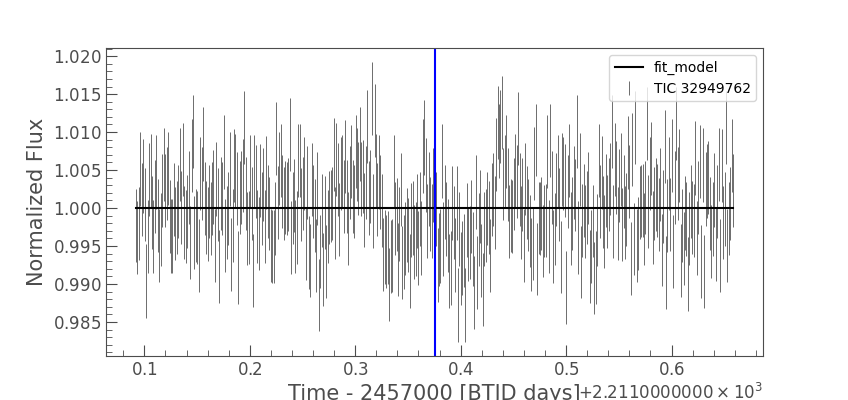 1.020
1.015
1.010
1.005
1.000
0.995
0.990
0.985
Normalized Flux
fit_model
TIC 32949762
0.1 0.2 0.3 0.4 0.5 0.6
Time - 2457000 [BTJD days]
+2.2110000000 × 10³